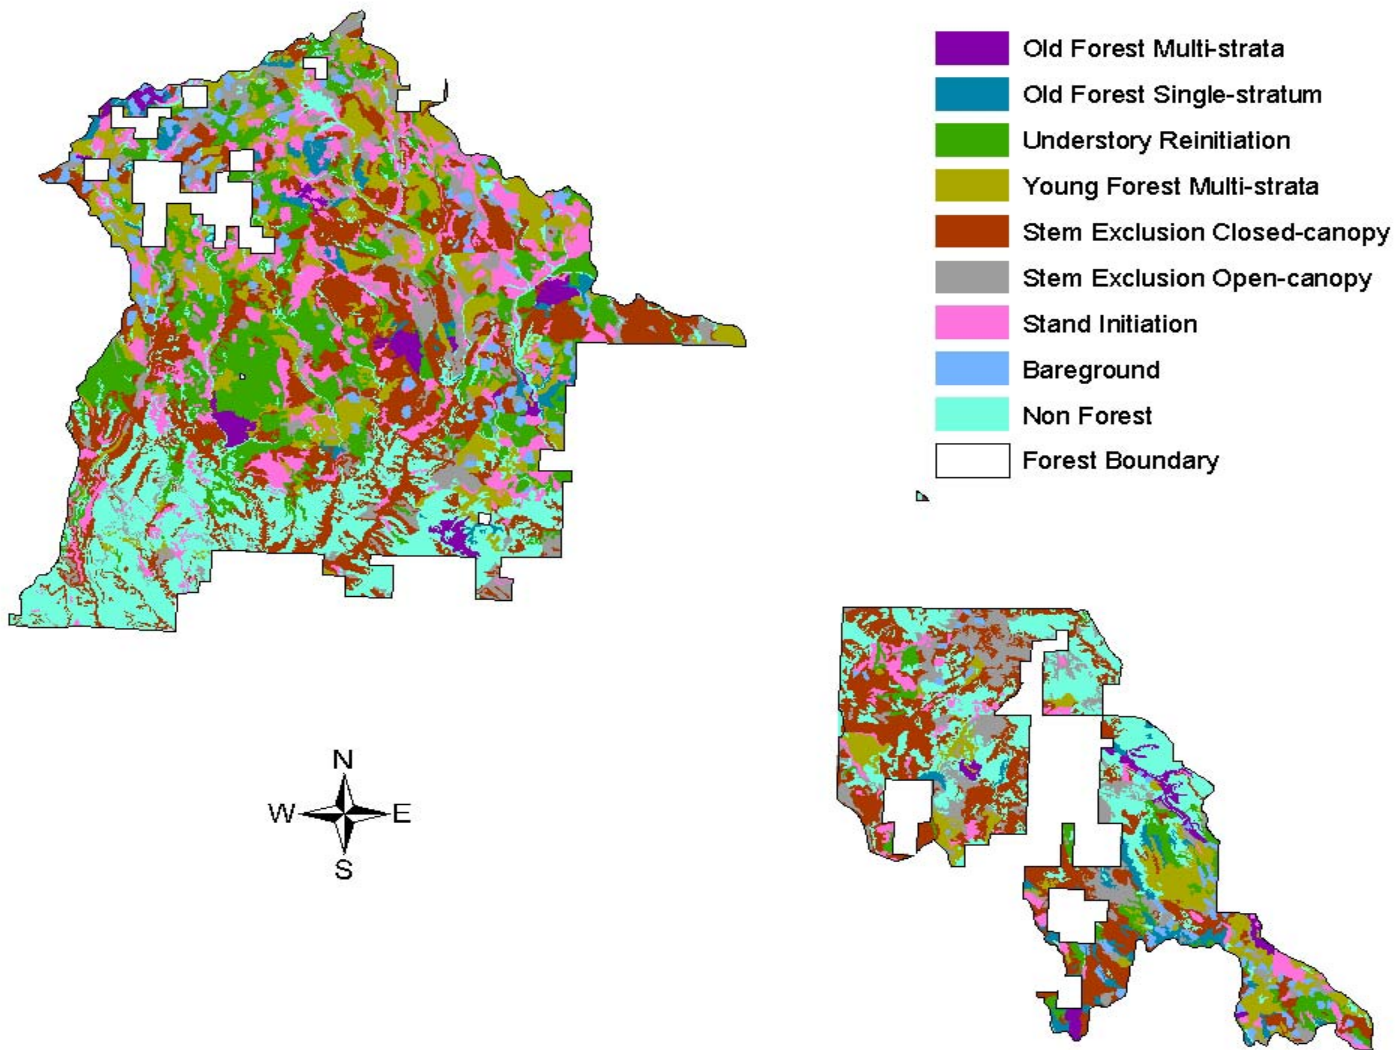 Old Forest Multi-strata
Old Forest Single-stratum
Understory Reinitiation
Young Forest Multi-strata
Stem Exclusion Closed-canopy
Stem Exclusion Open-canopy
Stand Initiation
Bareground
Non Forest
Forest Boundary
N
W E
S